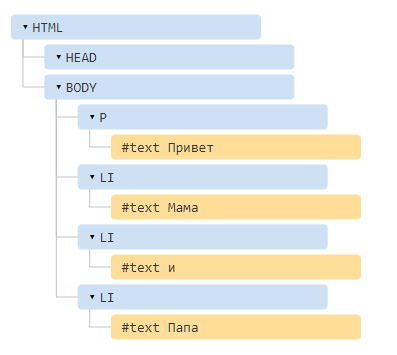 HTML
HEAD
BODY
P
#text Привет
LI
#text Мама
LI
#text и
LI
#text Папа